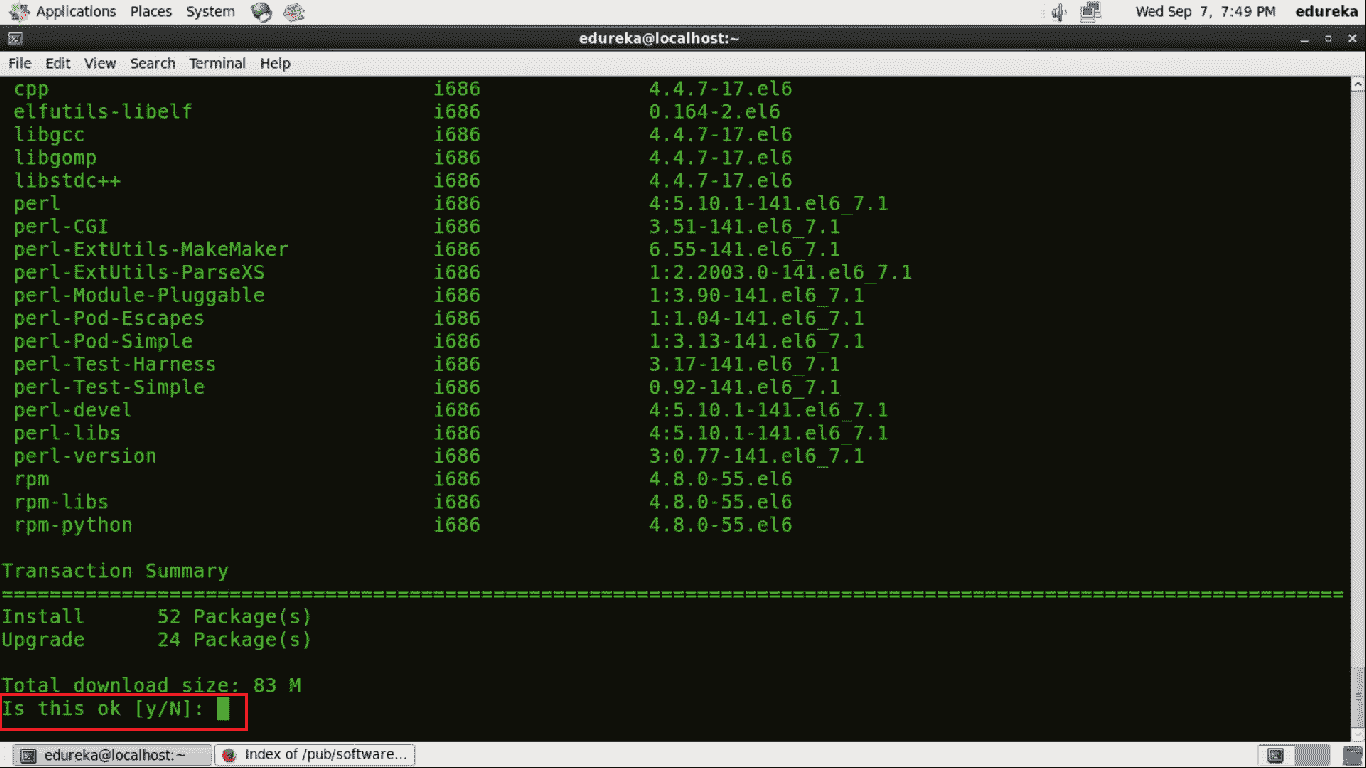 Applications Places System Wed Sep 7, 7:49 PM edureka
edureka@localhost:~
File Edit View Search Terminal Help
cpp i686 4.4.7-17.el6
elfutils-libelf i686 0.164-2.el6
libgcc i686 4.4.7-17.el6
libgomp i686 4.4.7-17.el6
libstdc++ i686 4.4.7-17.el6
perl i686 4:5.10.1-141.el6_7.1
perl-CGI i686 3.51-141.el6_7.1
perl-ExtUtils-MakeMaker i686 6.55-141.el6_7.1
perl-ExtUtils-ParseXS i686 1:2.2003.0-141.el6_7.1
perl-Module-Pluggable i686 1:3.90-141.el6_7.1
perl-Pod-Escapes i686 1:1.04-141.el6_7.1
perl-Pod-Simple i686 1:3.13-141.el6_7.1
perl-Test-Harness i686 3.17-141.el6_7.1
perl-Test-Simple i686 0.92-141.el6_7.1
perl-devel i686 4:5.10.1-141.el6_7.1
perl-libs i686 4:5.10.1-141.el6_7.1
perl-version i686 3:0.77-141.el6_7.1
rpm i686 4.8.0-55.el6
rpm-libs i686 4.8.0-55.el6
rpm-python i686 4.8.0-55.el6
Transaction Summary
================================================================================================================
Install 52 Package(s)
Upgrade 24 Package(s)
Total download size: 83 M
Is this ok [y/N]:
edureka@localhost:~ Index of /pub/software...